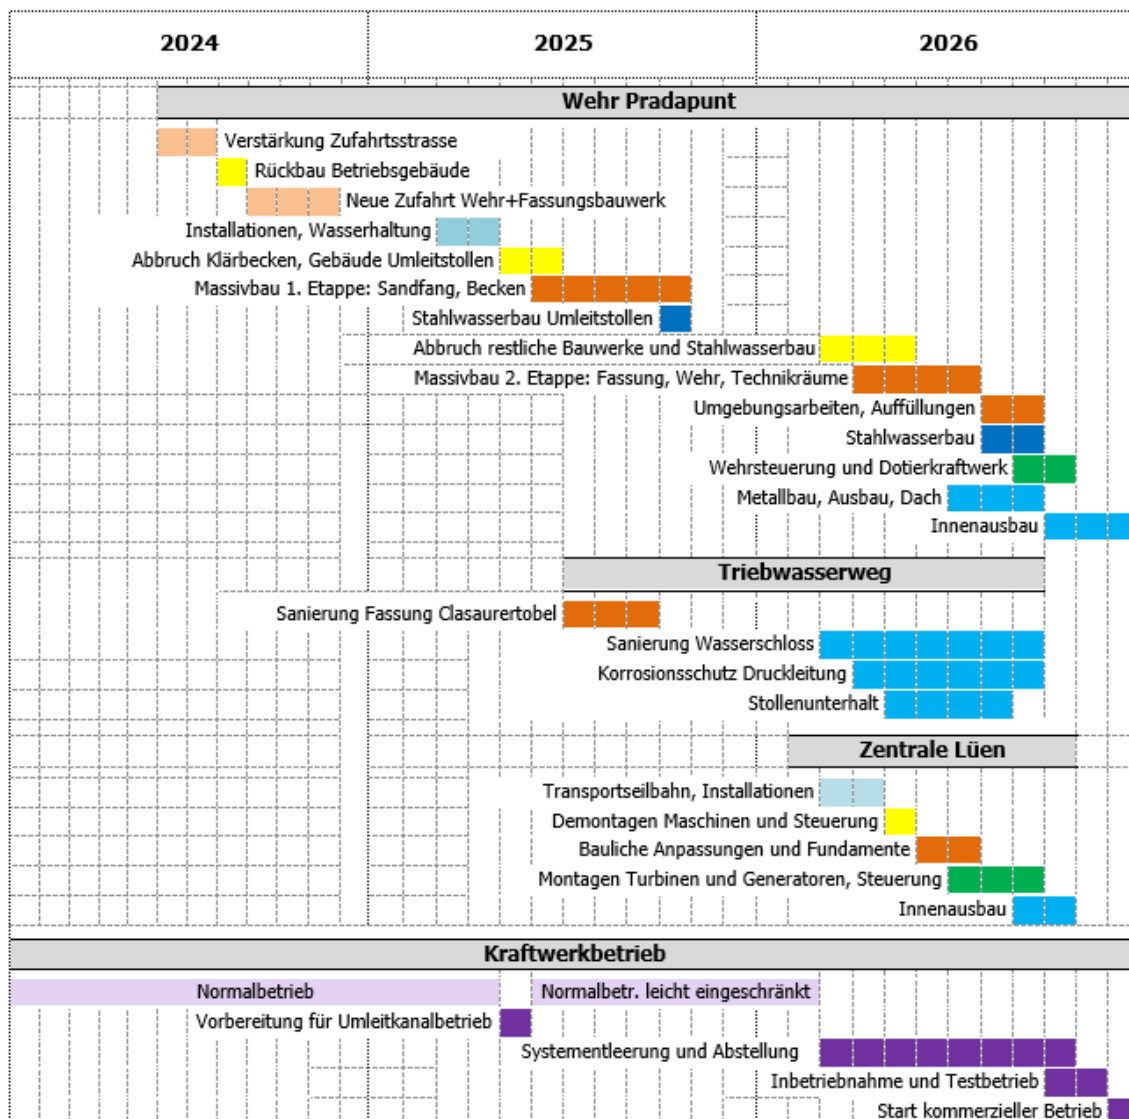 2024 2025 2026
Wehr Pradapunt
Verstärkung Zufahrtsstrasse
Rückbau Betriebsgebäude
Neue Zufahrt Wehr+Fassungsbauwerk
Installationen, Wasserhaltung
Abbruch Klärbecken, Gebäude Umleitstollen
Massivbau 1. Etappe: Sandfang, Becken
Stahlwasserbau Umleitstollen
Abbruch restliche Bauwerke und Stahlwasserbau
Massivbau 2. Etappe: Fassung, Wehr, Technikräume
Umgebungsarbeiten, Auffüllungen
Stahlwasserbau
Wehrsteuerung und Dotierkraftwerk
Metallbau, Ausbau, Dach
Innenausbau
Triebwasserweg
Sanierung Fassung Clasaurertobel
Sanierung Wasserschloss
Korrosionsschutz Druckleitung
Stollenunterhalt
Zentrale Lüen
Transportseilbahn, Installationen
Demontagen Maschinen und Steuerung
Bauliche Anpassungen und Fundamente
Montagen Turbinen und Generatoren, Steuerung
Innenausbau
Kraftwerkbetrieb
Normalbetrieb Normalbetr. leicht eingeschränkt
Vorbereitung für Umleitkanalbetrieb
Systementleerung und Abstellung
Inbetriebnahme und Testbetrieb
Start kommerzieller Betrieb